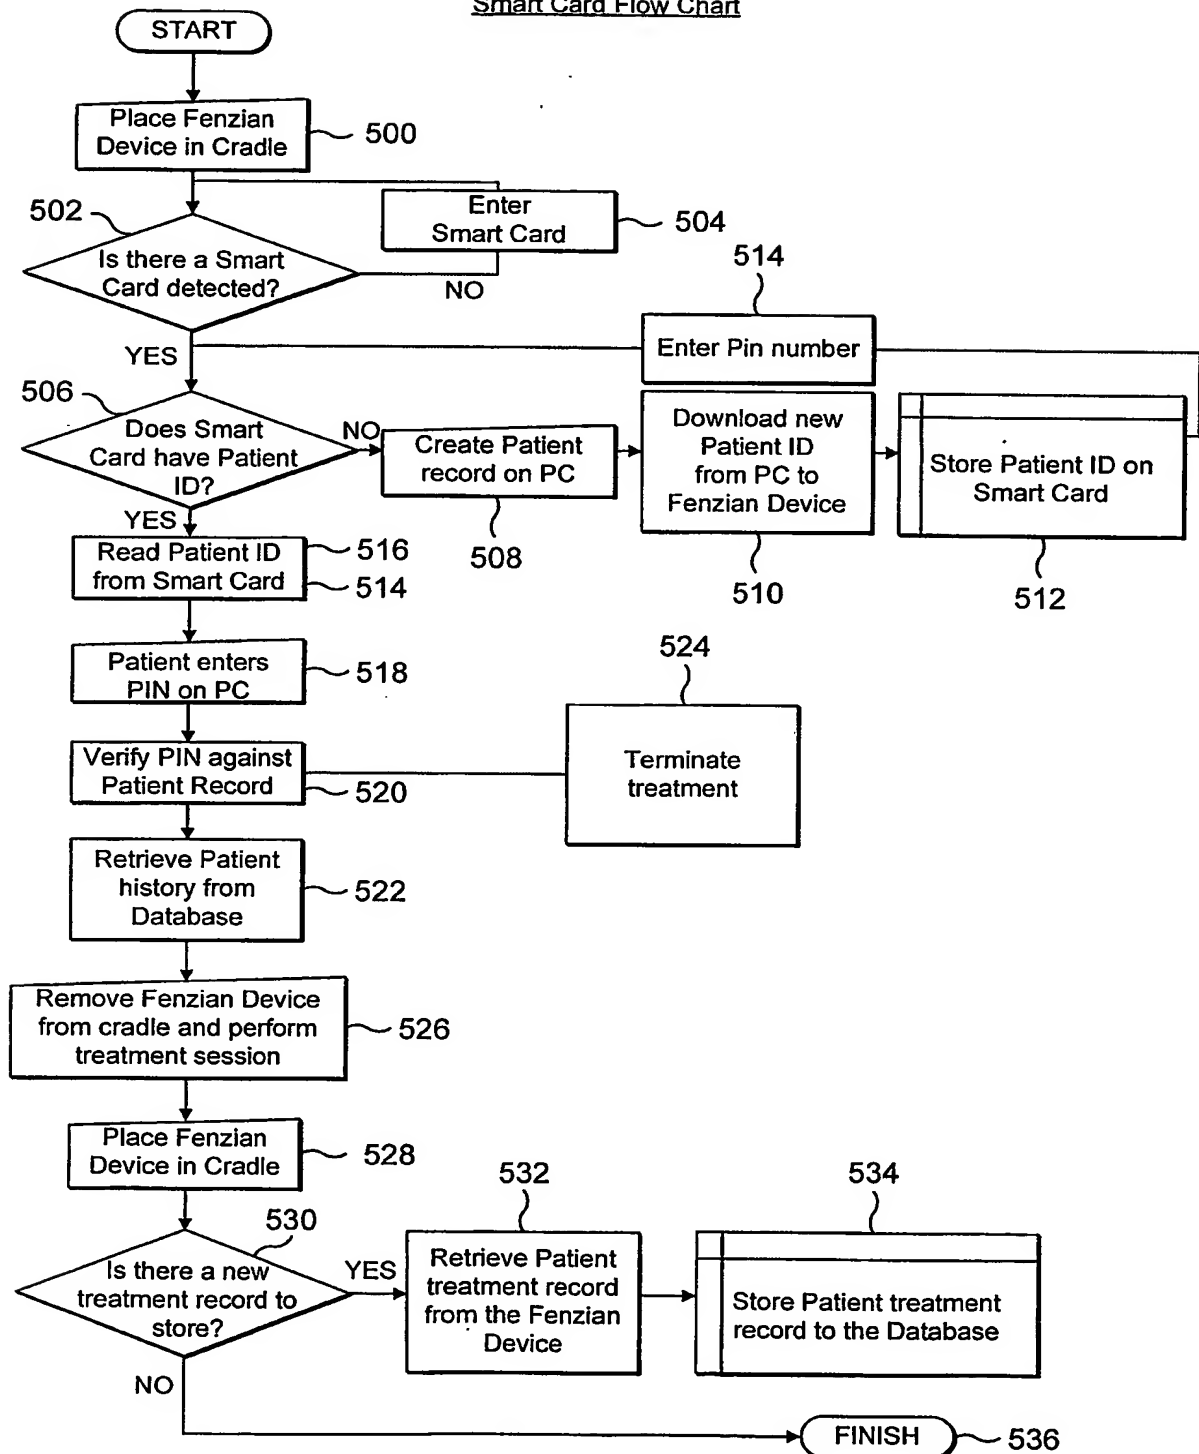 Smart Card Flow Chart
START
Place Fenzian
Device in Cradle
500
502
Enter
Smart Card
504
Is there a Smart
Card detected?
NO
514
YES
Enter Pin number
506
Does Smart
Card have Patient
ID?
NO
Create Patient
record on PC
508
Download new
Patient ID
from PC to
Fenzian Device
510
Store Patient ID on
Smart Card
512
YES
Read Patient ID
from Smart Card
516
514
Patient enters
PIN on PC
518
524
Terminate
treatment
Verify PIN against
Patient Record
520
Retrieve Patient
history from
Database
522
Remove Fenzian Device
from cradle and perform
treatment session
526
Place Fenzian
Device in Cradle
528
530
Is there a new
treatment record to
store?
YES
532
Retrieve Patient
treatment record
from the Fenzian
Device
534
Store Patient treatment
record to the Database
NO
FINISH
536